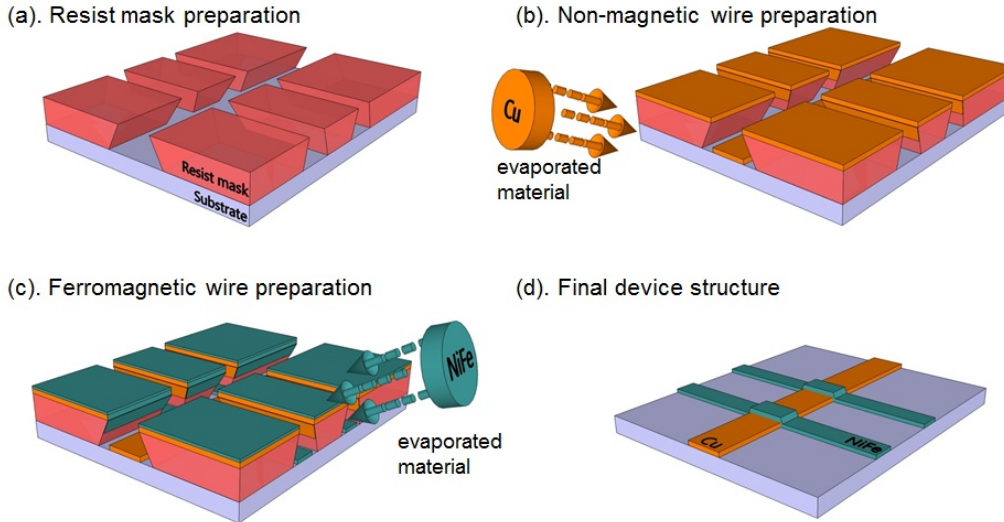 (a). Resist mask preparation
Resist mask
Substrate
(b). Non-magnetic wire preparation
Cu
evaporated
material
(c). Ferromagnetic wire preparation
NiFe
evaporated
material
(d). Final device structure
Cu
NiFe